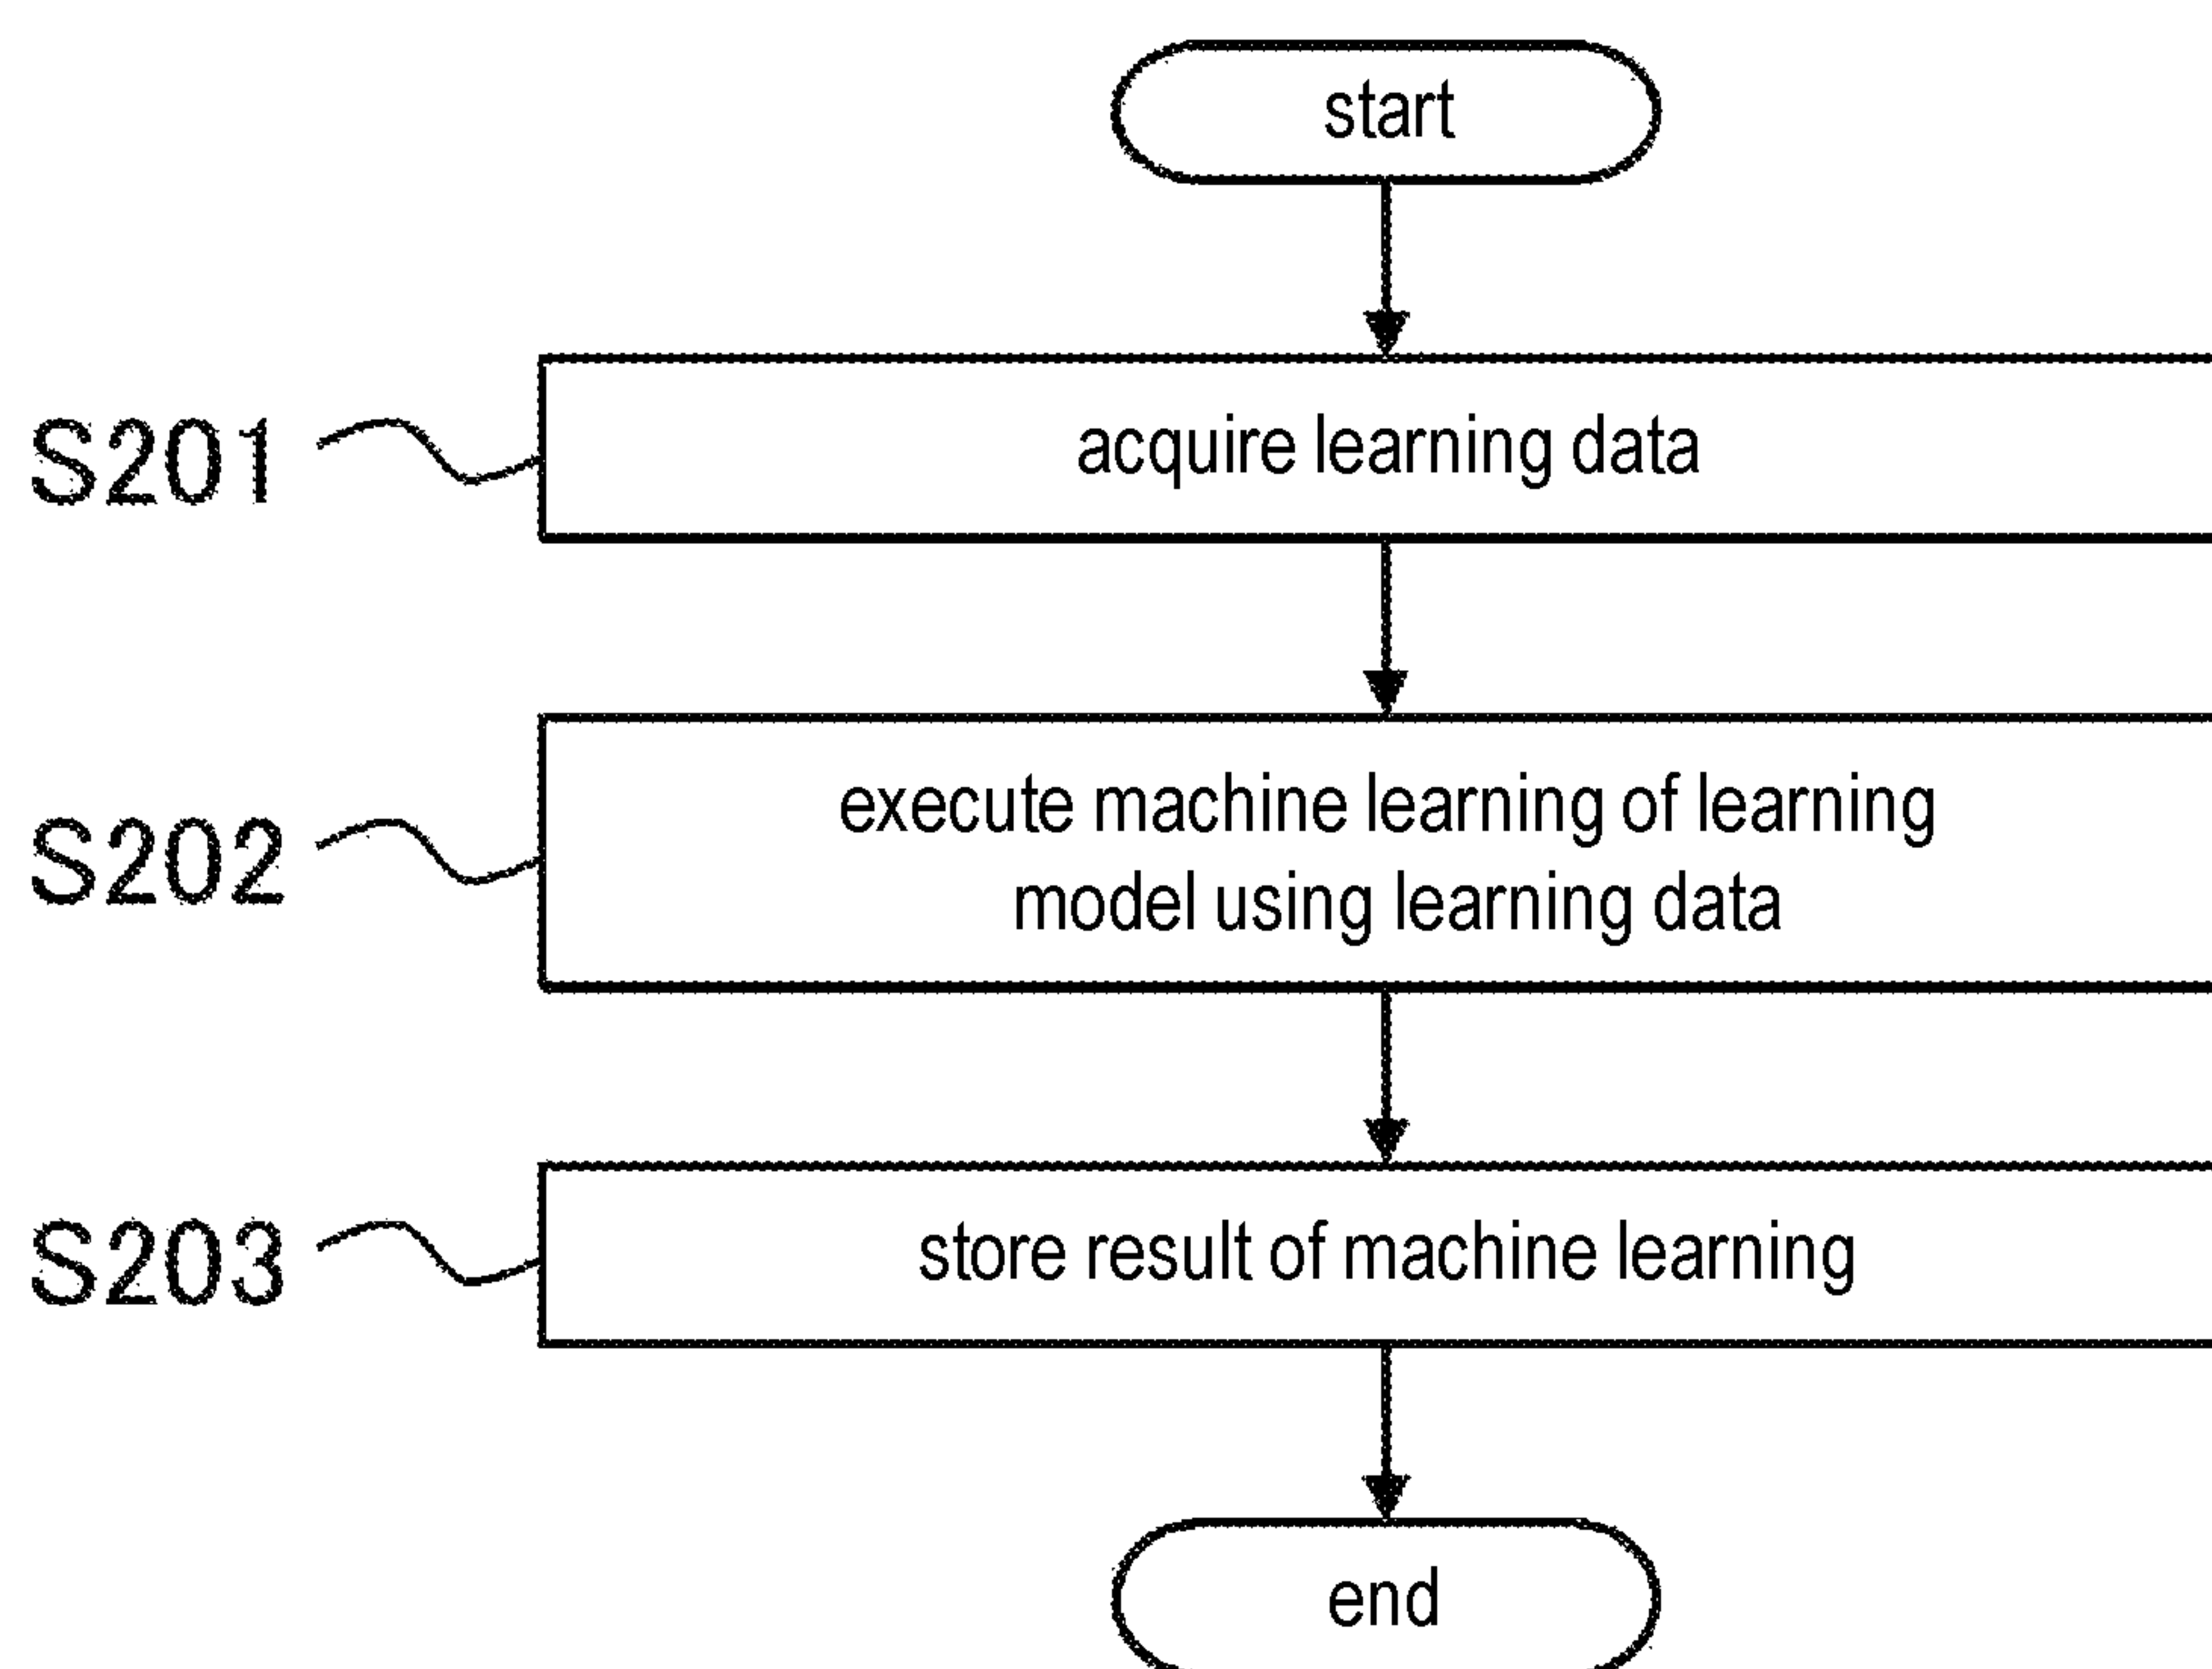 start
S201
acquire learning data
S202
execute machine learning of learning
model using learning data
S203
store result of machine learning
end